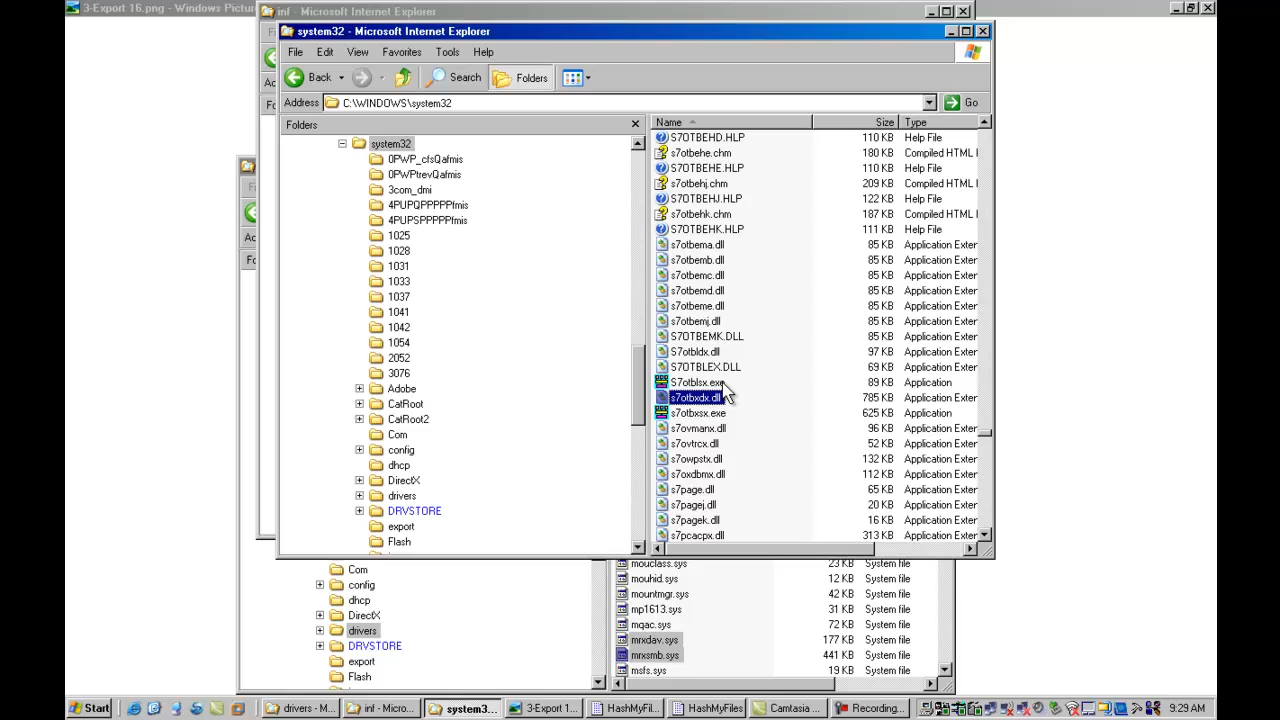 3-Export 16.png - Windows Pictur
inf - Microsoft Internet Explorer
system32 - Microsoft Internet Explorer
File Edit View Favorites Tools Help
Back Search Folders
Address C:\WINDOWS\system32 Go
Folders
Name Size Type
system32
0PWP_cfsQafmis
0PWPtrevQafmis
3com_dmi
4PUPQPPPPfmis
4PUPSPPPPPfmis
1025
1028
1031
1033
1037
1041
1042
1054
2052
3076
Adobe
CatRoot
CatRoot2
Com
config
dhcp
DirectX
drivers
DRVSTORE
export
Flash
S7OTBEHD.HLP 110 KB Help File
s7otbehe.chm 180 KB Compiled HTML
S7OTBEHE.HLP 110 KB Help File
s7otbehj.chm 209 KB Compiled HTML
S7OTBEHJ.HLP 122 KB Help File
s7otbehk.chm 187 KB Compiled HTML
S7OTBEHK.HLP 111 KB Help File
s7otbema.dll 85 KB Application Exter
s7otbemb.dll 85 KB Application Exter
s7otbemc.dll 85 KB Application Exter
s7otbemd.dll 85 KB Application Exter
s7otbeme.dll 85 KB Application Exter
s7otbemj.dll 85 KB Application Exter
S7OTBEMK.DLL 85 KB Application Exter
S7otbldx.dll 97 KB Application Exter
S7OTBLEX.DLL 69 KB Application Exter
S7otblsx.exe 89 KB Application
s7otbxdx.dll 785 KB Application Exter
s7otbxsx.exe 625 KB Application
s7ovmanx.dll 96 KB Application Exter
s7ovtrcx.dll 52 KB Application Exter
s7owpstx.dll 132 KB Application Exter
s7oxdbmx.dll 112 KB Application Exter
s7page.dll 65 KB Application Exter
s7pagej.dll 20 KB Application Exter
s7pagek.dll 16 KB Application Exter
s7pcacpx.dll 313 KB Application Exter
Com
config
dhcp
DirectX
drivers
DRVSTORE
export
Flash
mouclass.sys 23 KB System file
mouhid.sys 12 KB System file
mountmgr.sys 42 KB System file
mp1613.sys 31 KB System file
mqac.sys 72 KB System file
mrxdav.sys 177 KB System file
mrxsmb.sys 441 KB System file
msfs.sys 19 KB System file
Start drivers - M... inf - Micro... system3... 3-Export 1... HashMyFil... HashMyFiles Camtasia ... Recording... 9:29 AM